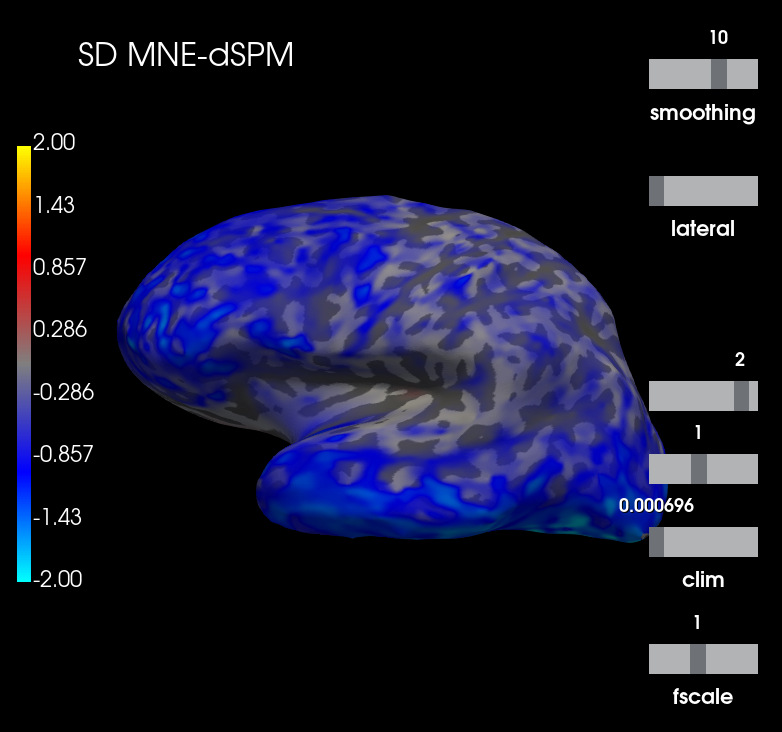 SD MNE-dSPM
2.00
1.43
0.857
0.286
-0.286
-0.857
-1.43
-2.00
10
smoothing
lateral
2
1
0.000696
clim
1
fscale